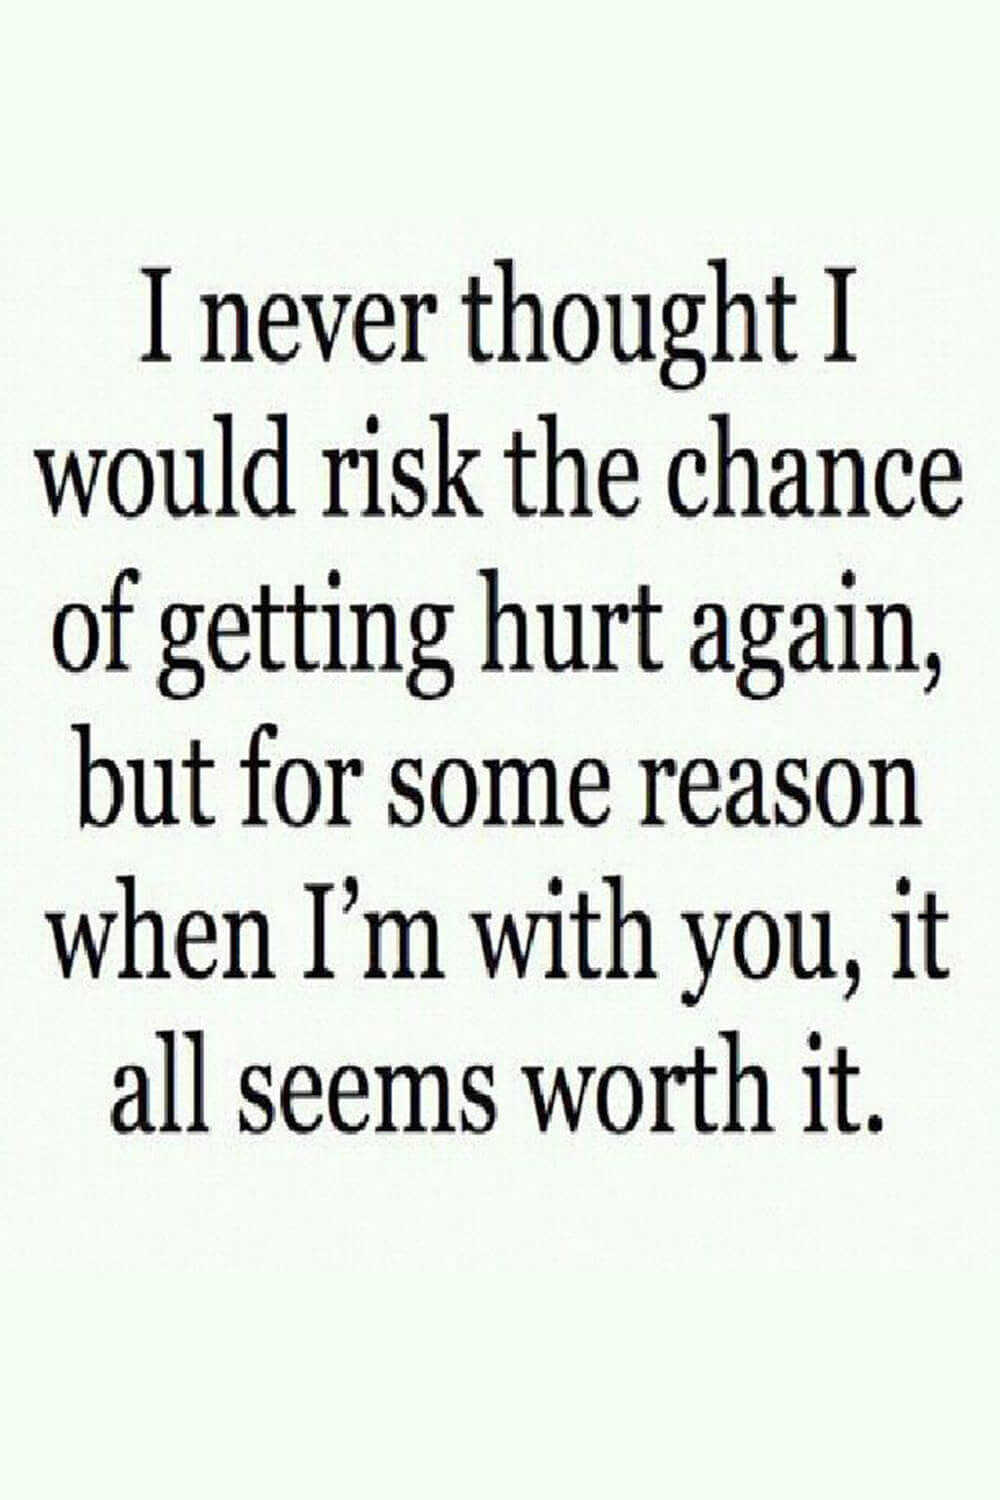 I never thought I
would risk the chance
of getting hurt again,
but for some reason
when I’m with you, it
all seems worth it.